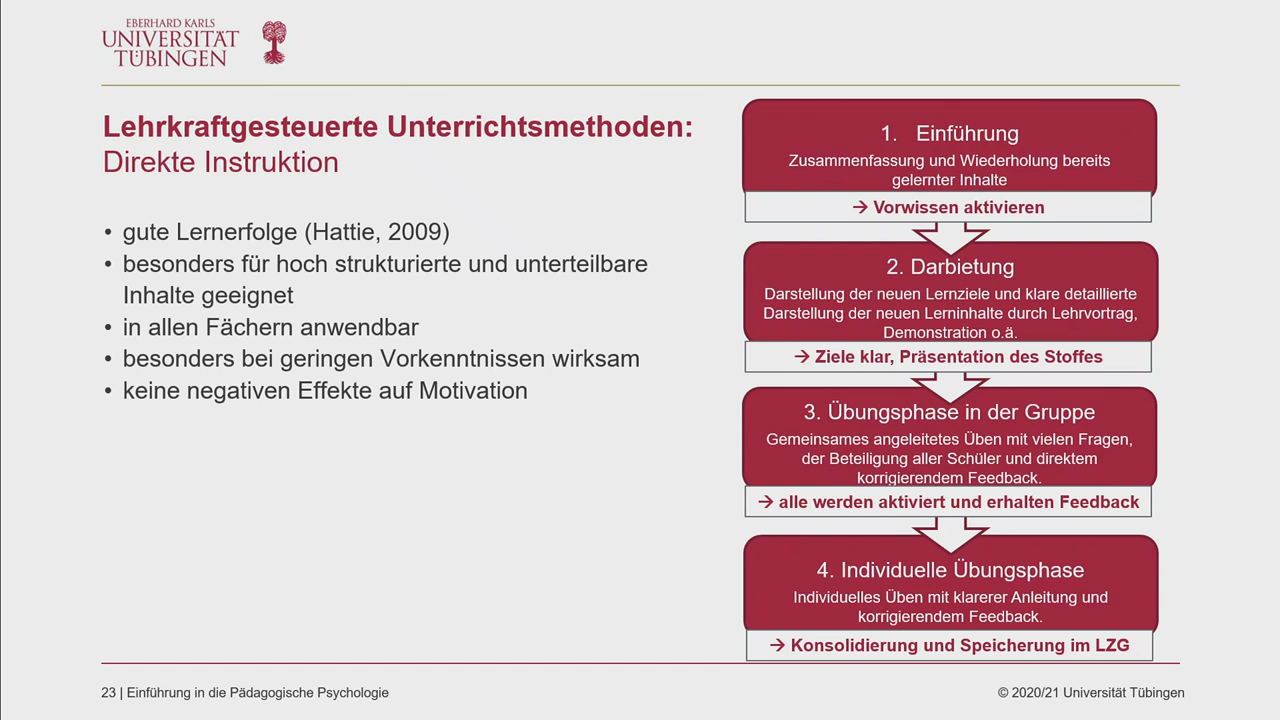 EBERHARD KARLS
UNIVERSITÄT
TÜBINGEN
Lehrkraftgesteuerte Unterrichtsmethoden:
Direkte Instruktion
• gute Lernerfolge (Hattie, 2009)
• besonders für hoch strukturierte und unterteilbare
Inhalte geeignet
• in allen Fächern anwendbar
• besonders bei geringen Vorkenntnissen wirksam
• keine negativen Effekte auf Motivation
1. Einführung
Zusammenfassung und Wiederholung bereits
gelernter Inhalte
→ Vorwissen aktivieren
2. Darbietung
Darstellung der neuen Lernziele und klare detaillierte
Darstellung der neuen Lerninhalte durch Lehrvortrag,
Demonstration o.ä.
→ Ziele klar, Präsentation des Stoffes
3. Übungsphase in der Gruppe
Gemeinsames angeleitetes Üben mit vielen Fragen,
der Beteiligung aller Schüler und direktem
korrigierendem Feedback.
→ alle werden aktiviert und erhalten Feedback
4. Individuelle Übungsphase
Individuelles Üben mit klarerer Anleitung und
korrigierendem Feedback.
→ Konsolidierung und Speicherung im LZG
23 | Einführung in die Pädagogische Psychologie
© 2020/21 Universität Tübingen